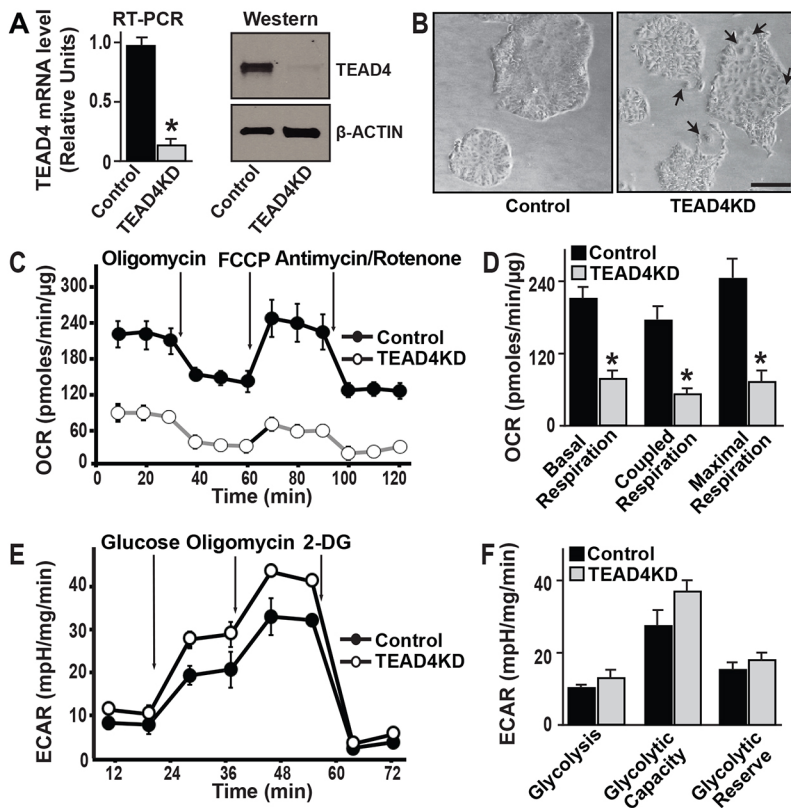 A
RT-PCR
TEAD4 mRNA level
(Relative Units)
1.0
0.5
0
*
Control
TEAD4KD
Western
TEAD4
β-ACTIN
Control
TEAD4KD
B
Control
TEAD4KD
C
Oligomycin FCCP Antimycin/Rotenone
OCR (pmoles/min/µg)
300
240
180
120
60
0
Control
TEAD4KD
0 20 40 60 80 100 120
Time (min)
D
Control
TEAD4KD
OCR (pmoles/min/µg)
240
120
0
* * *
Basal
Respiration
Coupled
Respiration
Maximal
Respiration
E
Glucose Oligomycin 2-DG
ECAR (mpH/mg/min)
40
30
20
10
0
Control
TEAD4KD
12 24 36 48 60 72
Time (min)
F
Control
TEAD4KD
ECAR (mpH/mg/min)
40
20
0
Glycolysis
Glycolytic
Capacity
Glycolytic
Reserve